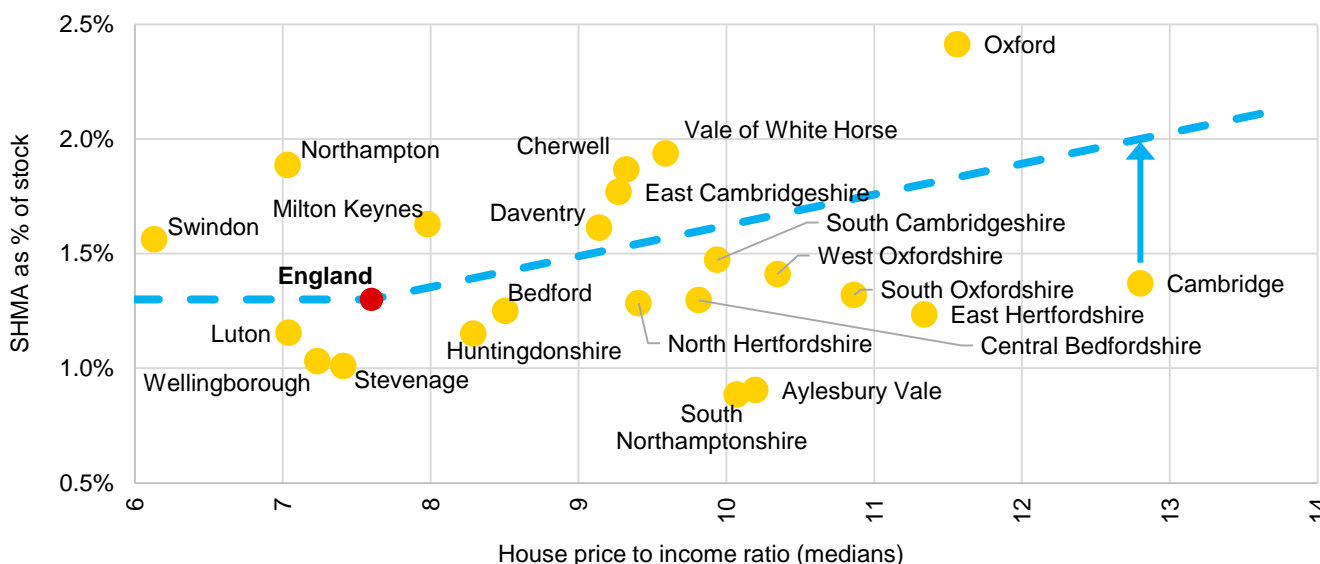 SHMA as % of stock
2.5%
2.0%
1.5%
1.0%
0.5%
Oxford
Vale of White Horse
Cherwell
Northampton
East Cambridgeshire
Milton Keynes
Daventry
South Cambridgeshire
Swindon
West Oxfordshire
England
South Oxfordshire
Cambridge
Bedford
East Hertfordshire
Luton
Huntingdonshire
North Hertfordshire
Central Bedfordshire
Wellingborough
Stevenage
Aylesbury Vale
South
Northamptonshire
6
7
8
9
10
11
12
13
14
House price to income ratio (medians)